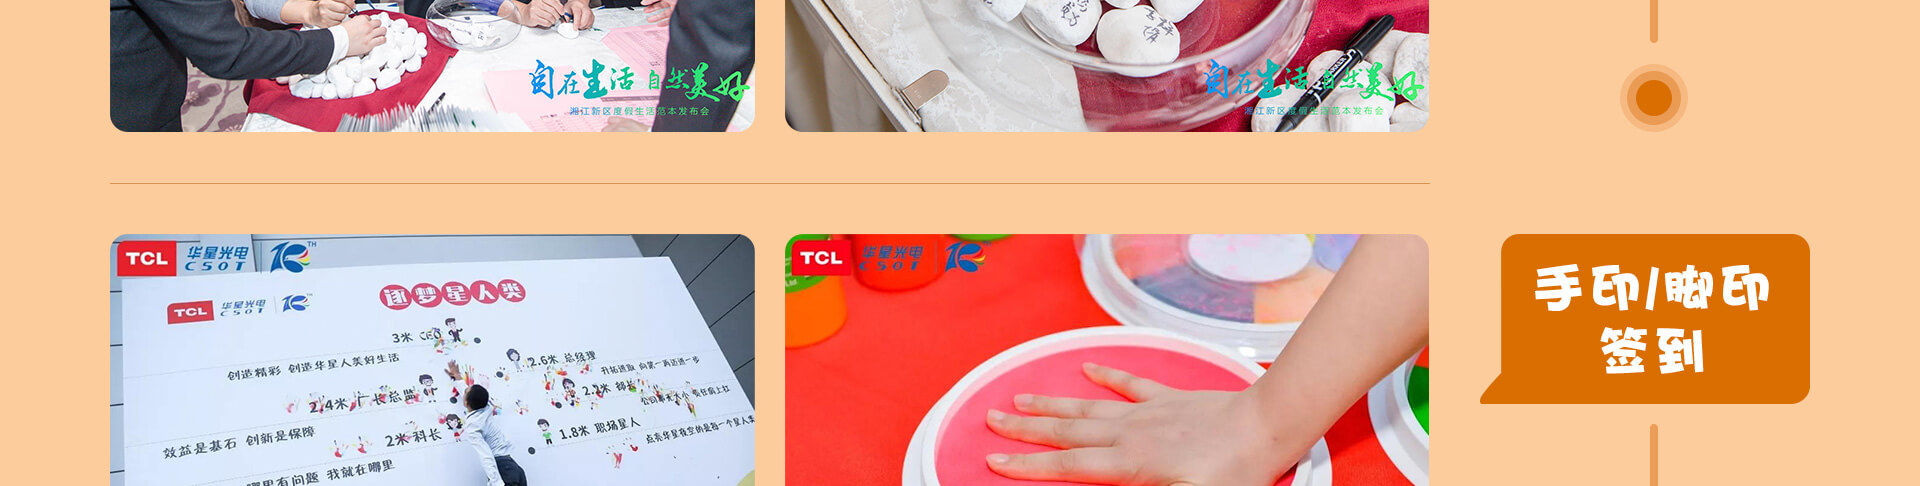 自在生活 自然美好
湘江新区度假生活范本发布会
自在生活 自然美好
湘江新区度假生活范本发布会
TCL 华星光电 CSOT TM
TCL 华星光电 CSOT
逐梦星人类
3米 CEO
创造精彩 创造华星人美好生活
2.6米 总经理
开拓进取 向第一再迈进一步
2.4米 厂长总监
2.2米 部长
效益是基石 创新是保障
2米 科长
1.8米 职场星人
哪里有问题 我就在哪里
TCL 华星光电 CSOT
手印/脚印
签到